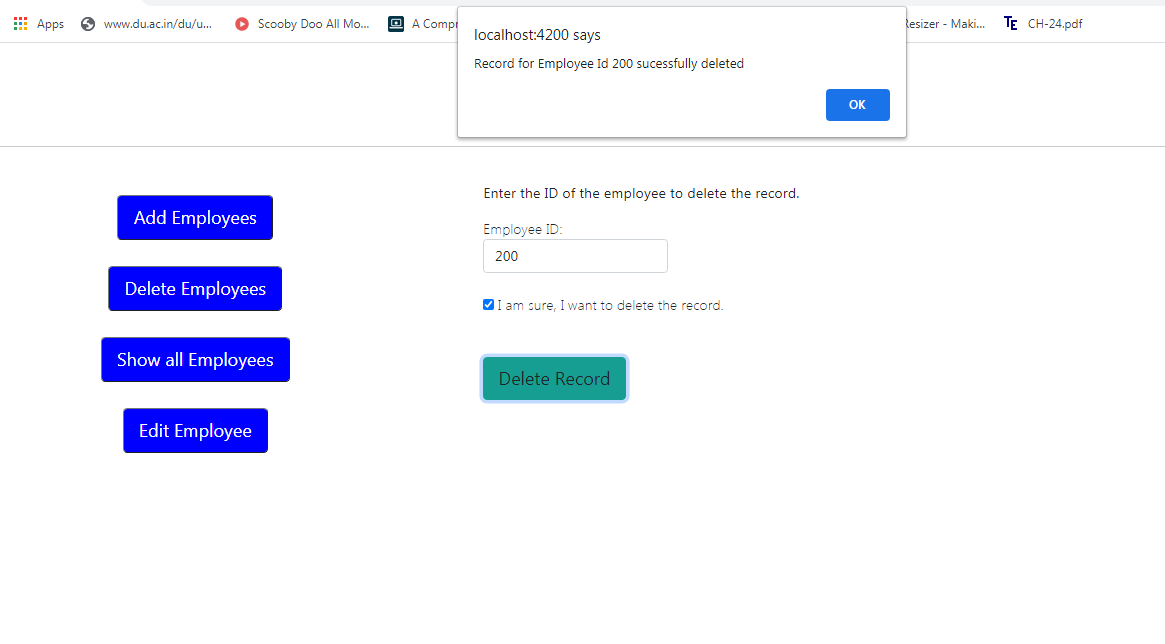 Apps www.du.ac.in/du/u... Scooby Doo All Mo... A Compr Resizer - Maki... TE CH-24.pdf
localhost:4200 says
Record for Employee Id 200 sucessfully deleted
OK
Add Employees
Delete Employees
Show all Employees
Edit Employee
Enter the ID of the employee to delete the record.
Employee ID:
200
I am sure, I want to delete the record.
Delete Record